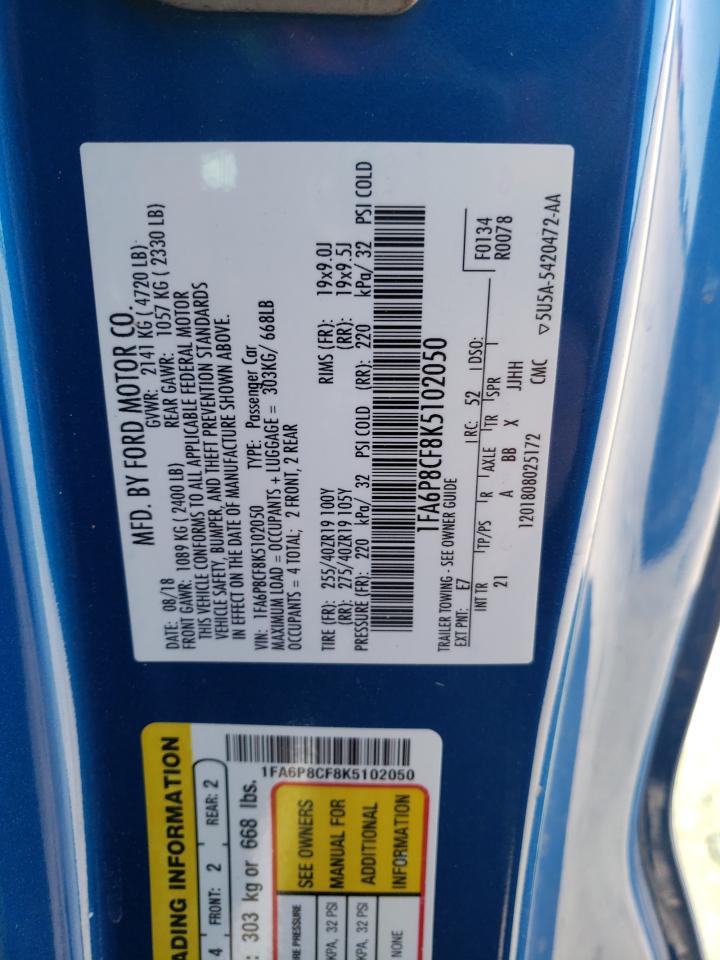 MFD. BY FORD MOTOR CO.
DATE: 08/18 GVWR: 2141 KG ( 4720 LB)
FRONT GAWR: 1089 KG ( 2400 LB) REAR GAWR: 1057 KG ( 2330 LB)
THIS VEHICLE CONFORMS TO ALL APPLICABLE FEDERAL MOTOR
VEHICLE SAFETY, BUMPER, AND THEFT PREVENTION STANDARDS
IN EFFECT ON THE DATE OF MANUFACTURE SHOWN ABOVE.
VIN: 1FA6P8CF8K5102050 TYPE: Passenger Car
MAXIMUM LOAD = OCCUPANTS + LUGGAGE = 303KG/ 668LB
OCCUPANTS = 4 TOTAL; 2 FRONT, 2 REAR
TIRE (FR): 255/40ZR19 100Y RIMS (FR): 19x9.0J
(RR): 275/40ZR19 105Y (RR): 19x9.5J
PRESSURE (FR): 220 kPa/ 32 PSI COLD (RR): 220 kPa/ 32 PSI COLD
1FA6P8CF8K5102050
TRAILER TOWING - SEE OWNER GUIDE
EXT PNT: E7 RC: 52 DSO: F0134
R0078
INT TR TP/PS R AXLE TR SPR
21 A BB X JJHH
1201808025172 CMC ▽5U5A-5420472-AA
ADING INFORMATION
4 FRONT: 2 REAR: 2
: 303 kg or 668 lbs.
1FA6P8CF8K5102050
RE PRESSURE SEE OWNERS
KPA, 32 PSI MANUAL FOR
KPA, 32 PSI ADDITIONAL
NONE INFORMATION